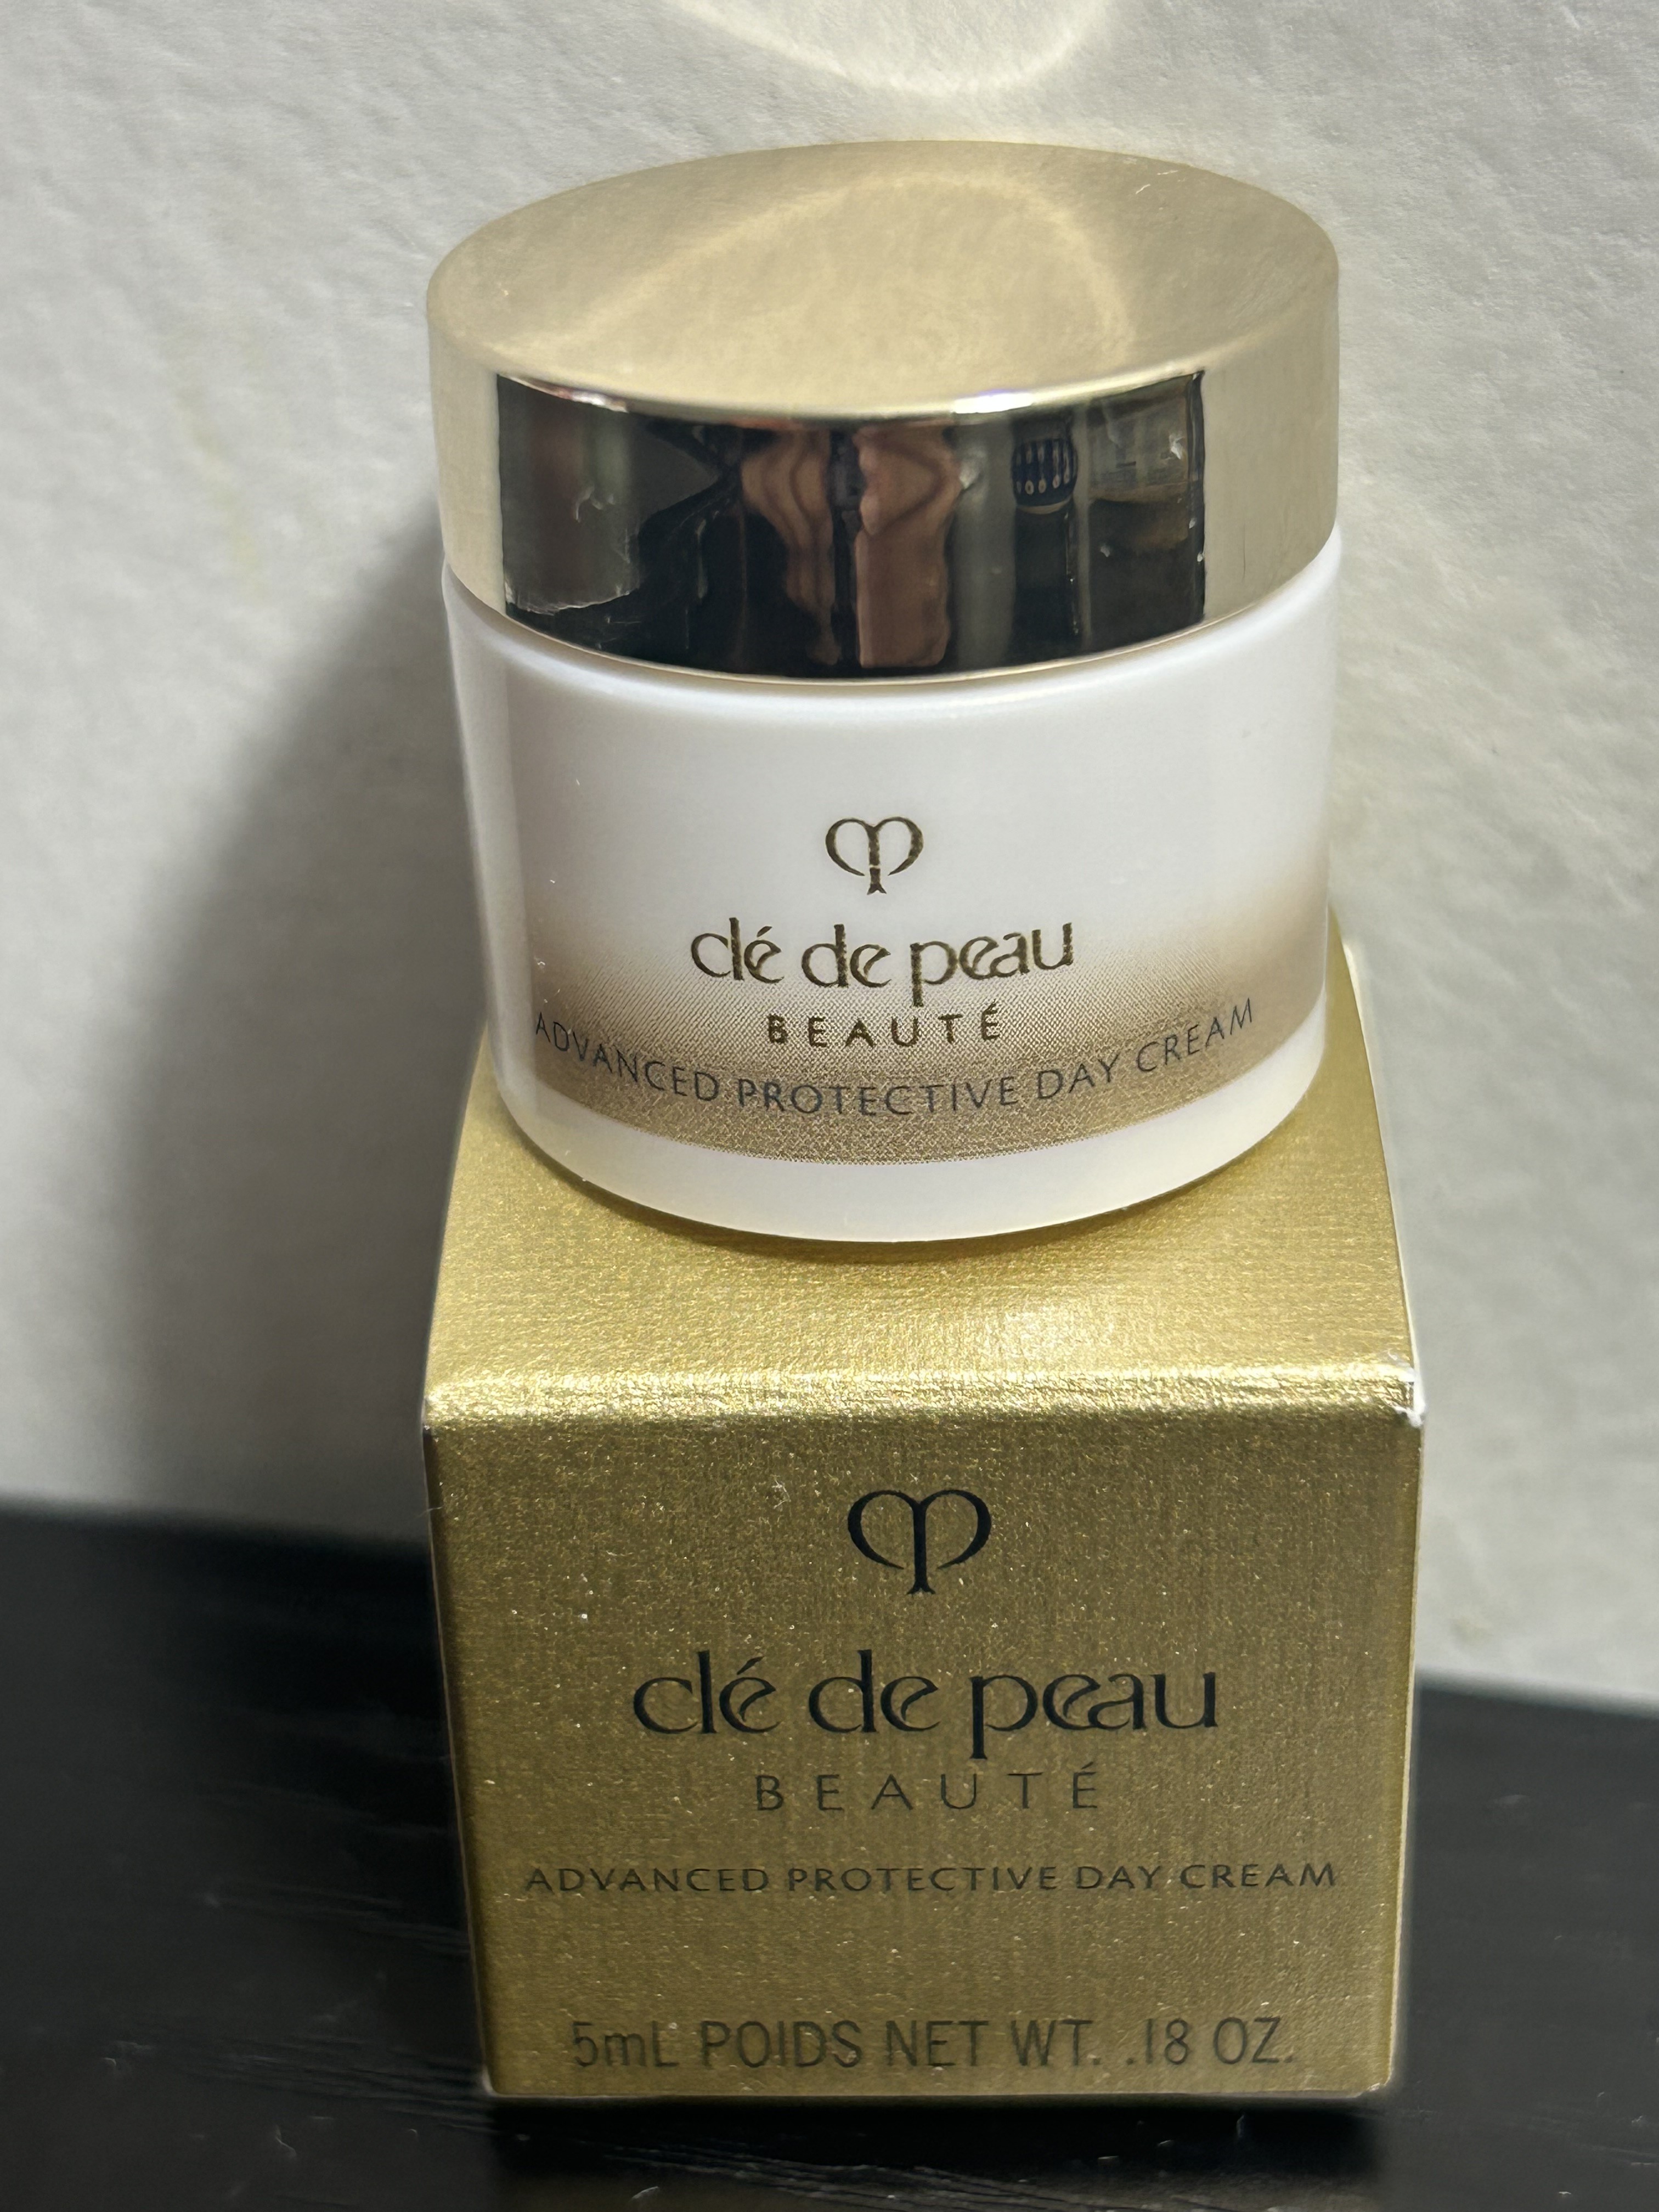 clé de peau
BEAUTÉ
ADVANCED PROTECTIVE DAY CREAM
clé de peau
BEAUTÉ
ADVANCED PROTECTIVE DAY CREAM
5mL POIDS NET WT. .18 OZ.